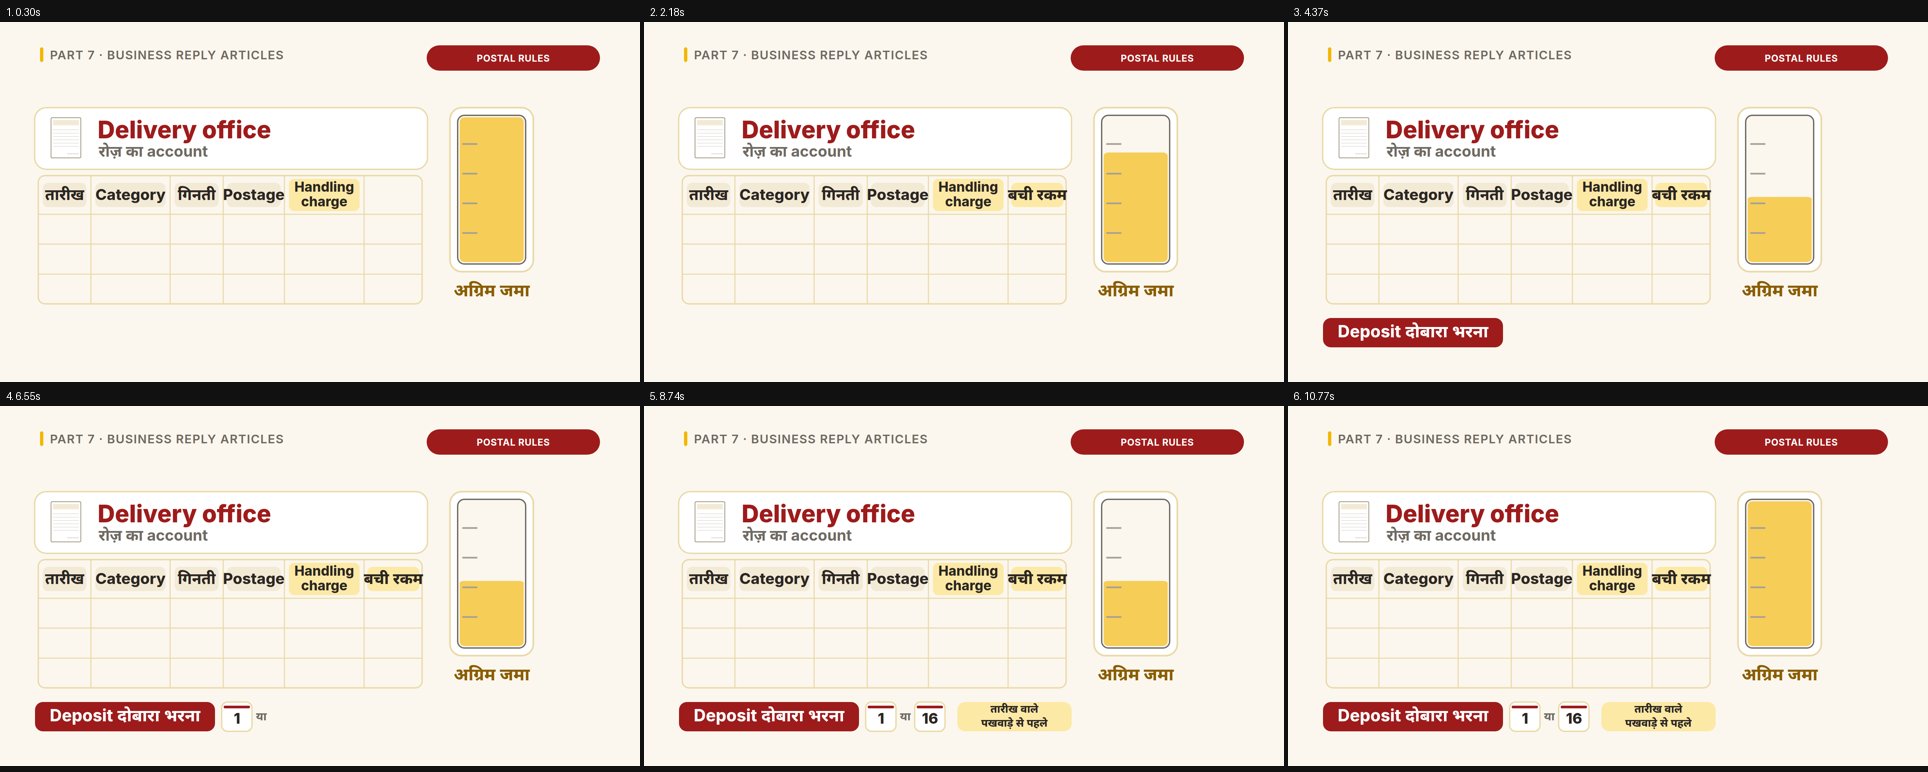 1. 0.30s
PART 7 · BUSINESS REPLY ARTICLES
POSTAL RULES
Delivery office
रोज़ का account
तारीख Category गिनती Postage Handling charge
अग्रिम जमा
2. 2.18s
PART 7 · BUSINESS REPLY ARTICLES
POSTAL RULES
Delivery office
रोज़ का account
तारीख Category गिनती Postage Handling charge बची रकम
अग्रिम जमा
3. 4.37s
PART 7 · BUSINESS REPLY ARTICLES
POSTAL RULES
Delivery office
रोज़ का account
तारीख Category गिनती Postage Handling charge बची रकम
अग्रिम जमा
Deposit दोबारा भरना
4. 6.55s
PART 7 · BUSINESS REPLY ARTICLES
POSTAL RULES
Delivery office
रोज़ का account
तारीख Category गिनती Postage Handling charge बची रकम
अग्रिम जमा
Deposit दोबारा भरना 1 या
5. 8.74s
PART 7 · BUSINESS REPLY ARTICLES
POSTAL RULES
Delivery office
रोज़ का account
तारीख Category गिनती Postage Handling charge बची रकम
अग्रिम जमा
Deposit दोबारा भरना 1 या 16
तारीख वाले
पखवाड़े से पहले
6. 10.77s
PART 7 · BUSINESS REPLY ARTICLES
POSTAL RULES
Delivery office
रोज़ का account
तारीख Category गिनती Postage Handling charge बची रकम
अग्रिम जमा
Deposit दोबारा भरना 1 या 16
तारीख वाले
पखवाड़े से पहले